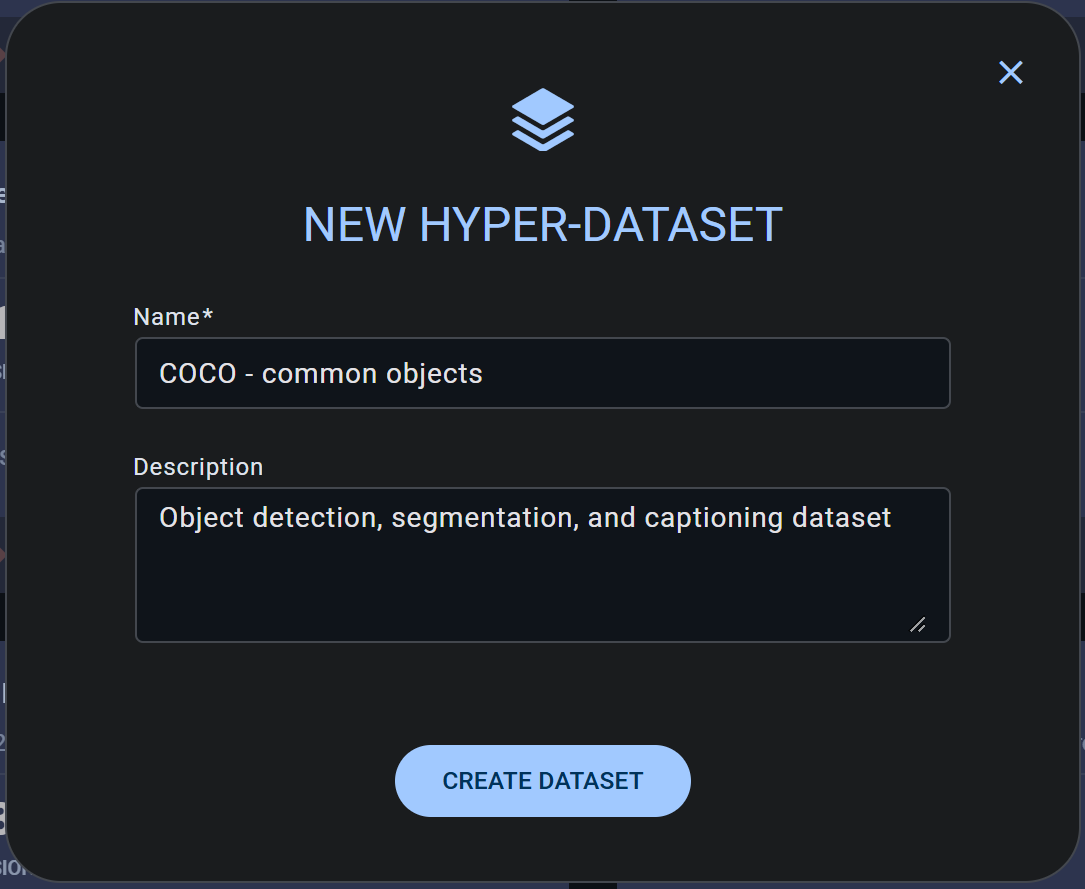 NEW HYPER-DATASET
Name*
COCO - common objects
Description
Object detection, segmentation, and captioning dataset
CREATE DATASET